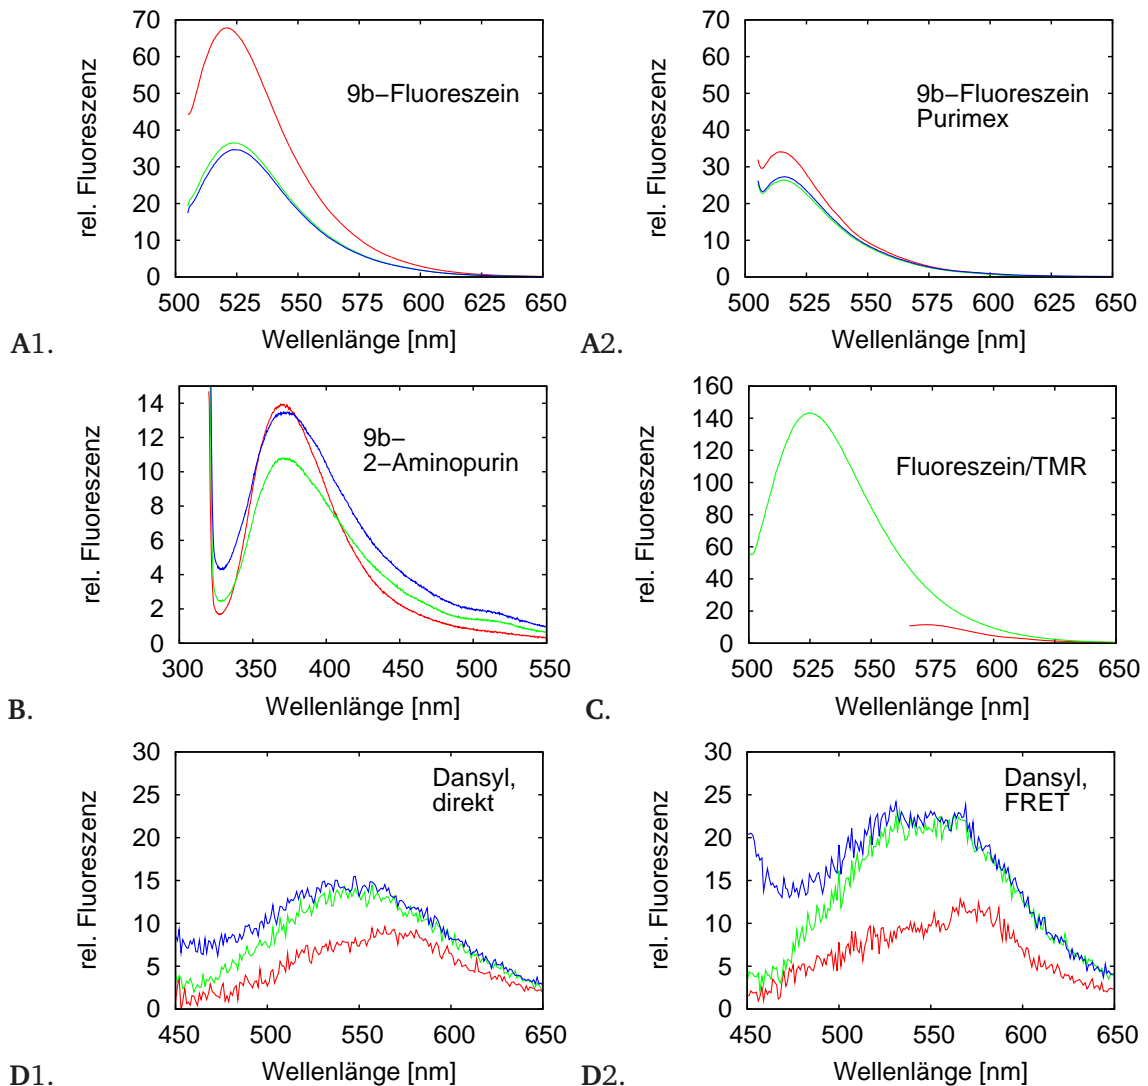 70
60
50
40
30
20
10
0
rel. Fluoreszenz
9b−Fluoreszein
500 525 550 575 600 625 650
Wellenlänge [nm]
A1.
70
60
50
40
30
20
10
0
rel. Fluoreszenz
9b−Fluoreszein
Purimex
500 525 550 575 600 625 650
Wellenlänge [nm]
A2.
14
12
10
8
6
4
2
0
rel. Fluoreszenz
9b−
2−Aminopurin
300 350 400 450 500 550
Wellenlänge [nm]
B.
160
140
120
100
80
60
40
20
0
rel. Fluoreszenz
Fluoreszein/TMR
500 525 550 575 600 625 650
Wellenlänge [nm]
C.
30
25
20
15
10
5
0
rel. Fluoreszenz
Dansyl,
direkt
450 500 550 600 650
Wellenlänge [nm]
D1.
30
25
20
15
10
5
0
rel. Fluoreszenz
Dansyl,
FRET
450 500 550 600 650
Wellenlänge [nm]
D2.